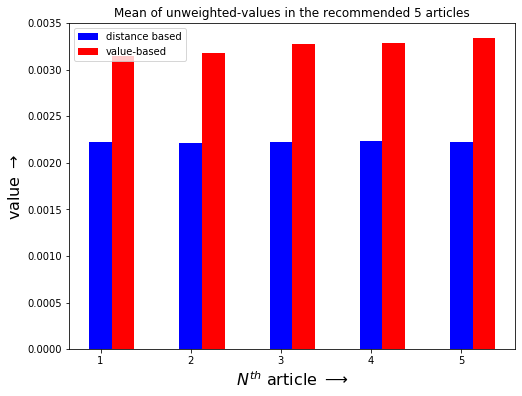 Mean of unweighted-values in the recommended 5 articles
distance based
value-based
0.0035
0.0030
0.0025
0.0020
0.0015
0.0010
0.0005
0.0000
value →
1 2 3 4 5
Nᵗʰ article ⟶